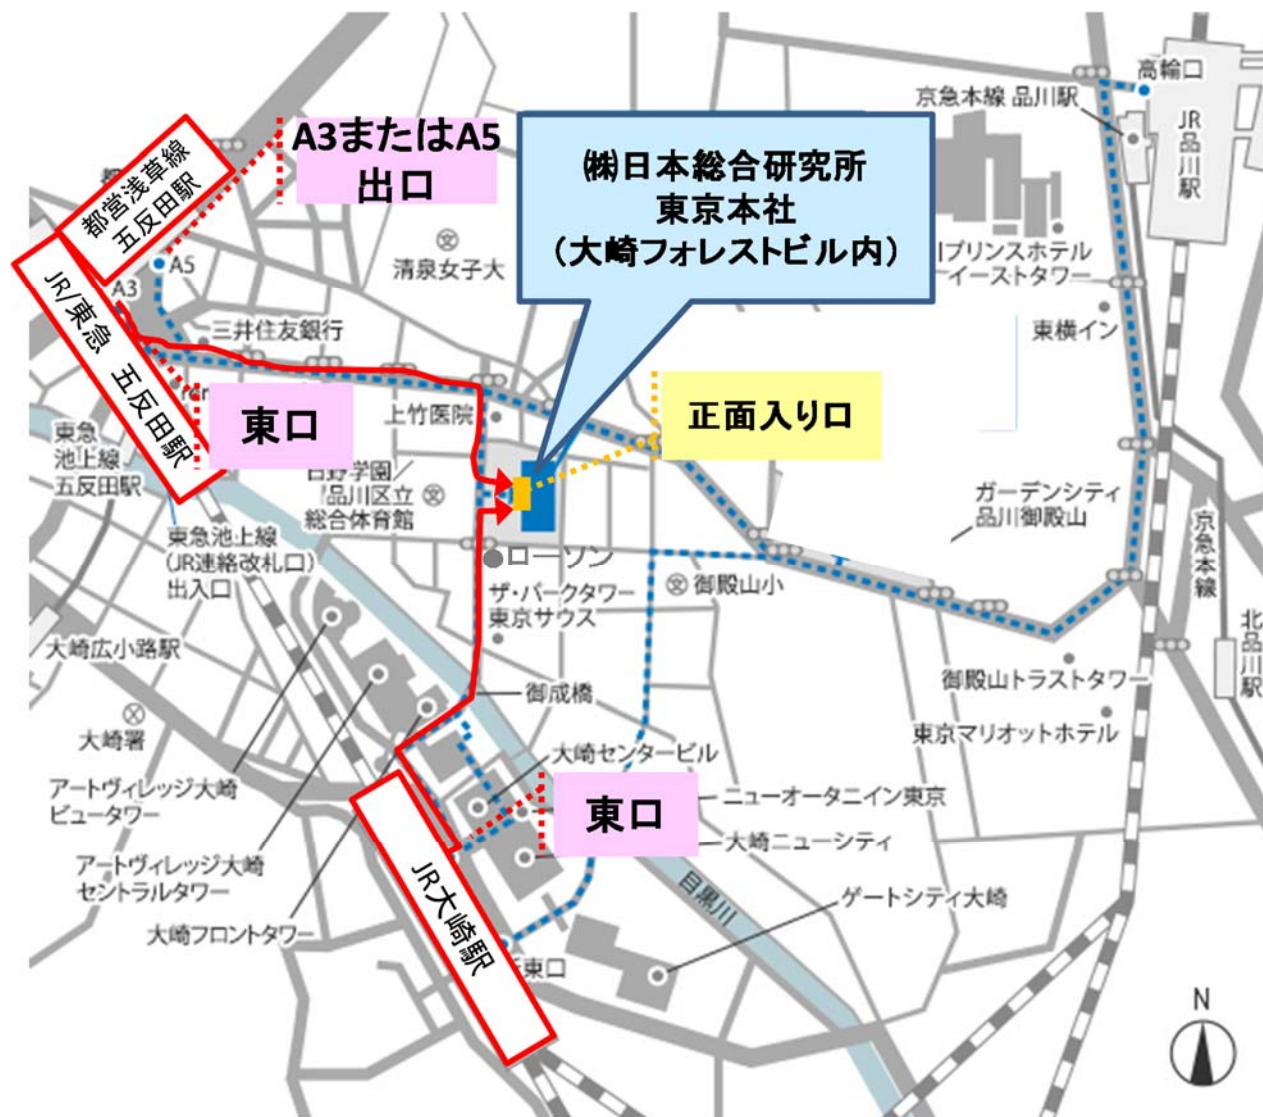 高輪口
京急本線 品川駅
JR品川駅
A3またはA5
出口
㈱日本総合研究所
東京本社
(大崎フォレストビル内)
都営浅草線
五反田駅
清泉女子大
プリンスホテル
イーストタワー
A5
A3
JR/東急 五反田駅
三井住友銀行
東横イン
東口
上竹医院
正面入り口
東急
池上線
五反田駅
日野学園/
品川区立
総合体育館
ガーデンシティ
品川御殿山
京急本線
東急池上線
(JR連絡改札口)
出入口
ローソン
ザ・パークタワー
東京サウス
御殿山小
大崎広小路駅
北品川駅
御殿山トラストタワー
御成橋
東京マリオットホテル
大崎署
大崎センタービル
アートヴィレッジ大崎
ビュータワー
東口
ニューオータニイン東京
大崎ニューシティ
アートヴィレッジ大崎
セントラルタワー
JR大崎駅
目黒川
ゲートシティ大崎
大崎フロントタワー
東口
N